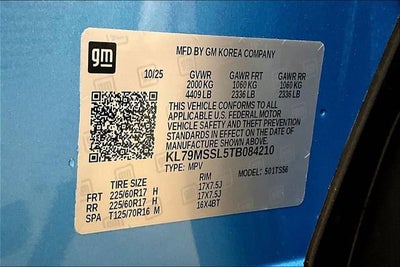 gm
MFD BY GM KOREA COMPANY
10/25 GVWR GAWR FRT GAWR RR
2000 KG 1060 KG 1060 KG
4409 LB 2336 LB 2336 LB
THIS VEHICLE CONFORMS TO ALL
APPLICABLE U.S. FEDERAL MOTOR
VEHICLE SAFETY AND THEFT PREVENTION
STANDARDS IN EFFECT ON THE DATE OF
MANUFACTURE SHOWN ABOVE.
KL79MSSL5TB084210
TYPE: MPV MODEL: 501TS56
TIRE SIZE RIM
FRT 225/60R17 H 17X7.5J
RR 225/60R17 H 17X7.5J
SPA T125/70R16 M 16X4BT